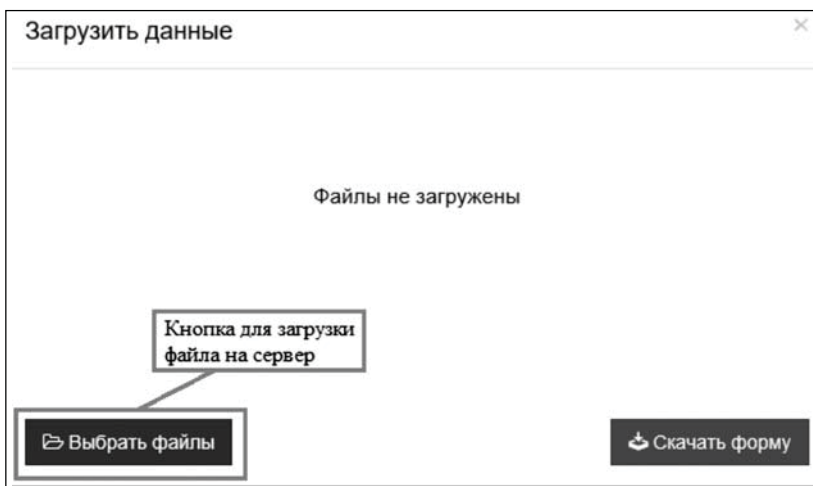 Загрузить данные
Файлы не загружены
Кнопка для загрузки
файла на сервер
Выбрать файлы
Скачать форму